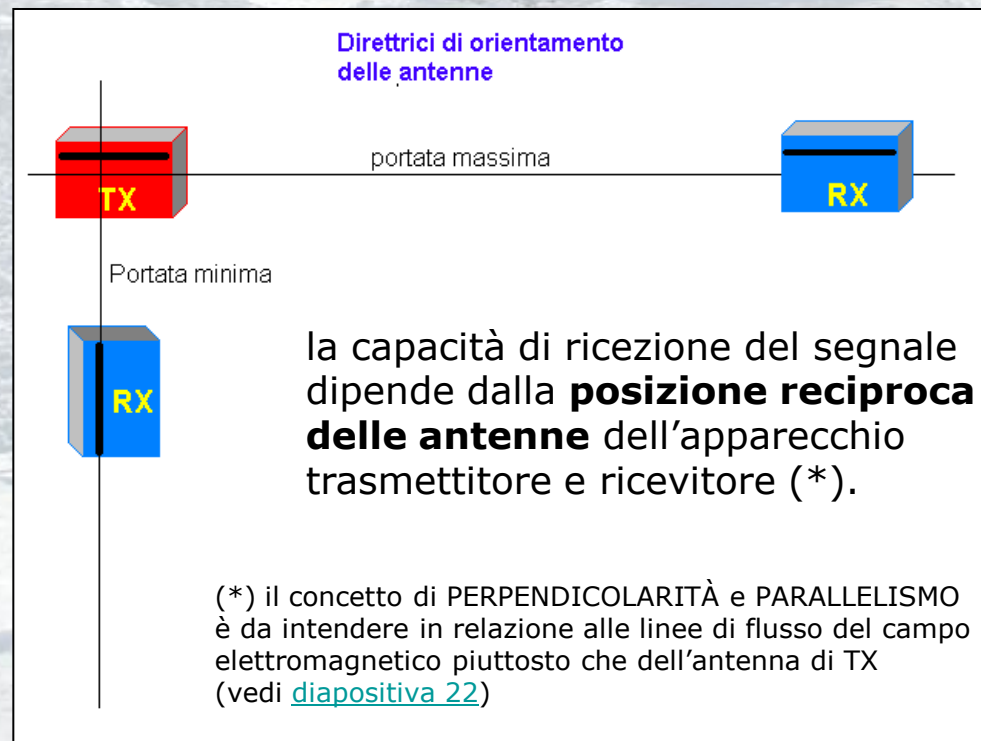 Direttrici di orientamento
delle antenne
portata massima
TX
RX
Portata minima
RX
la capacità di ricezione del segnale
dipende dalla posizione reciproca
delle antenne dell’apparecchio
trasmettitore e ricevitore (*).
(*) il concetto di PERPENDICOLARITÀ e PARALLELISMO
è da intendere in relazione alle linee di flusso del campo
elettromagnetico piuttosto che dell’antenna di TX
(vedi diapositiva 22)